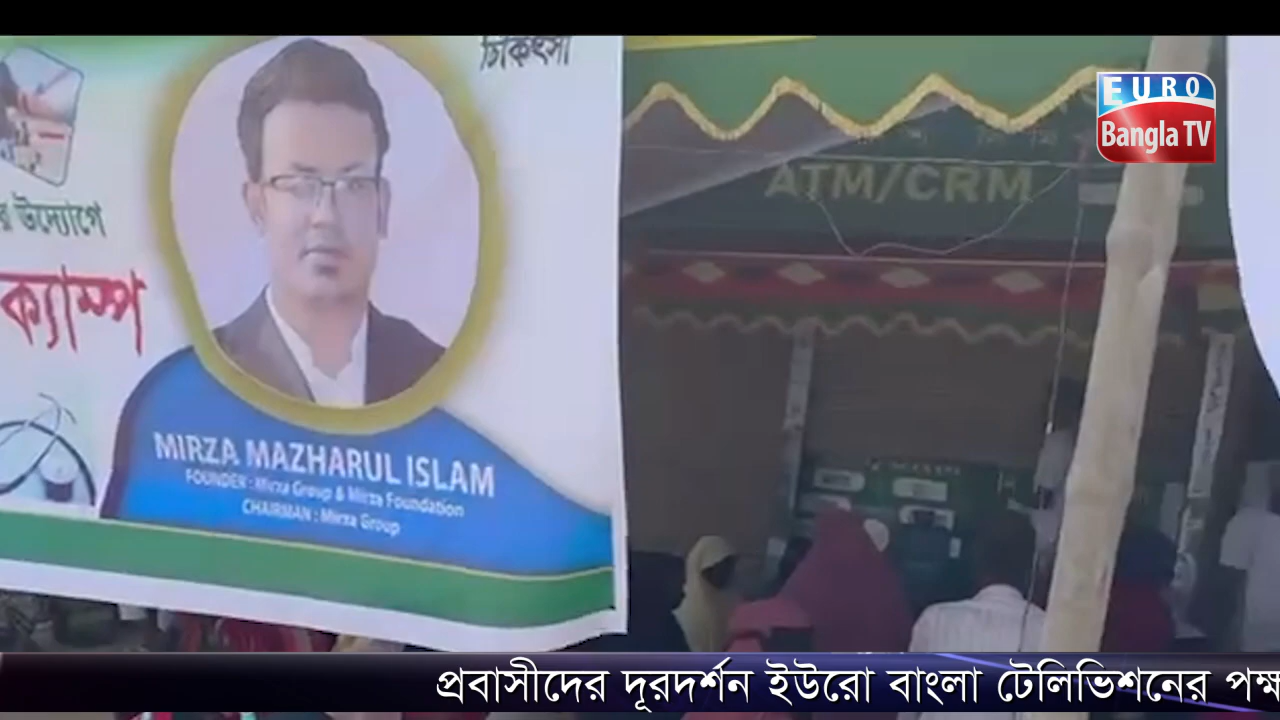 চিকিৎসা
EURO
Bangla TV
ATM/CRM
র উদ্যোগে
ক্যাম্প
MIRZA MAZHARUL ISLAM
FOUNDER : Mirza Group & Mirza Foundation
CHAIRMAN : Mirza Group
প্রবাসীদের দূরদর্শন ইউরো বাংলা টেলিভিশনের পক্ষ